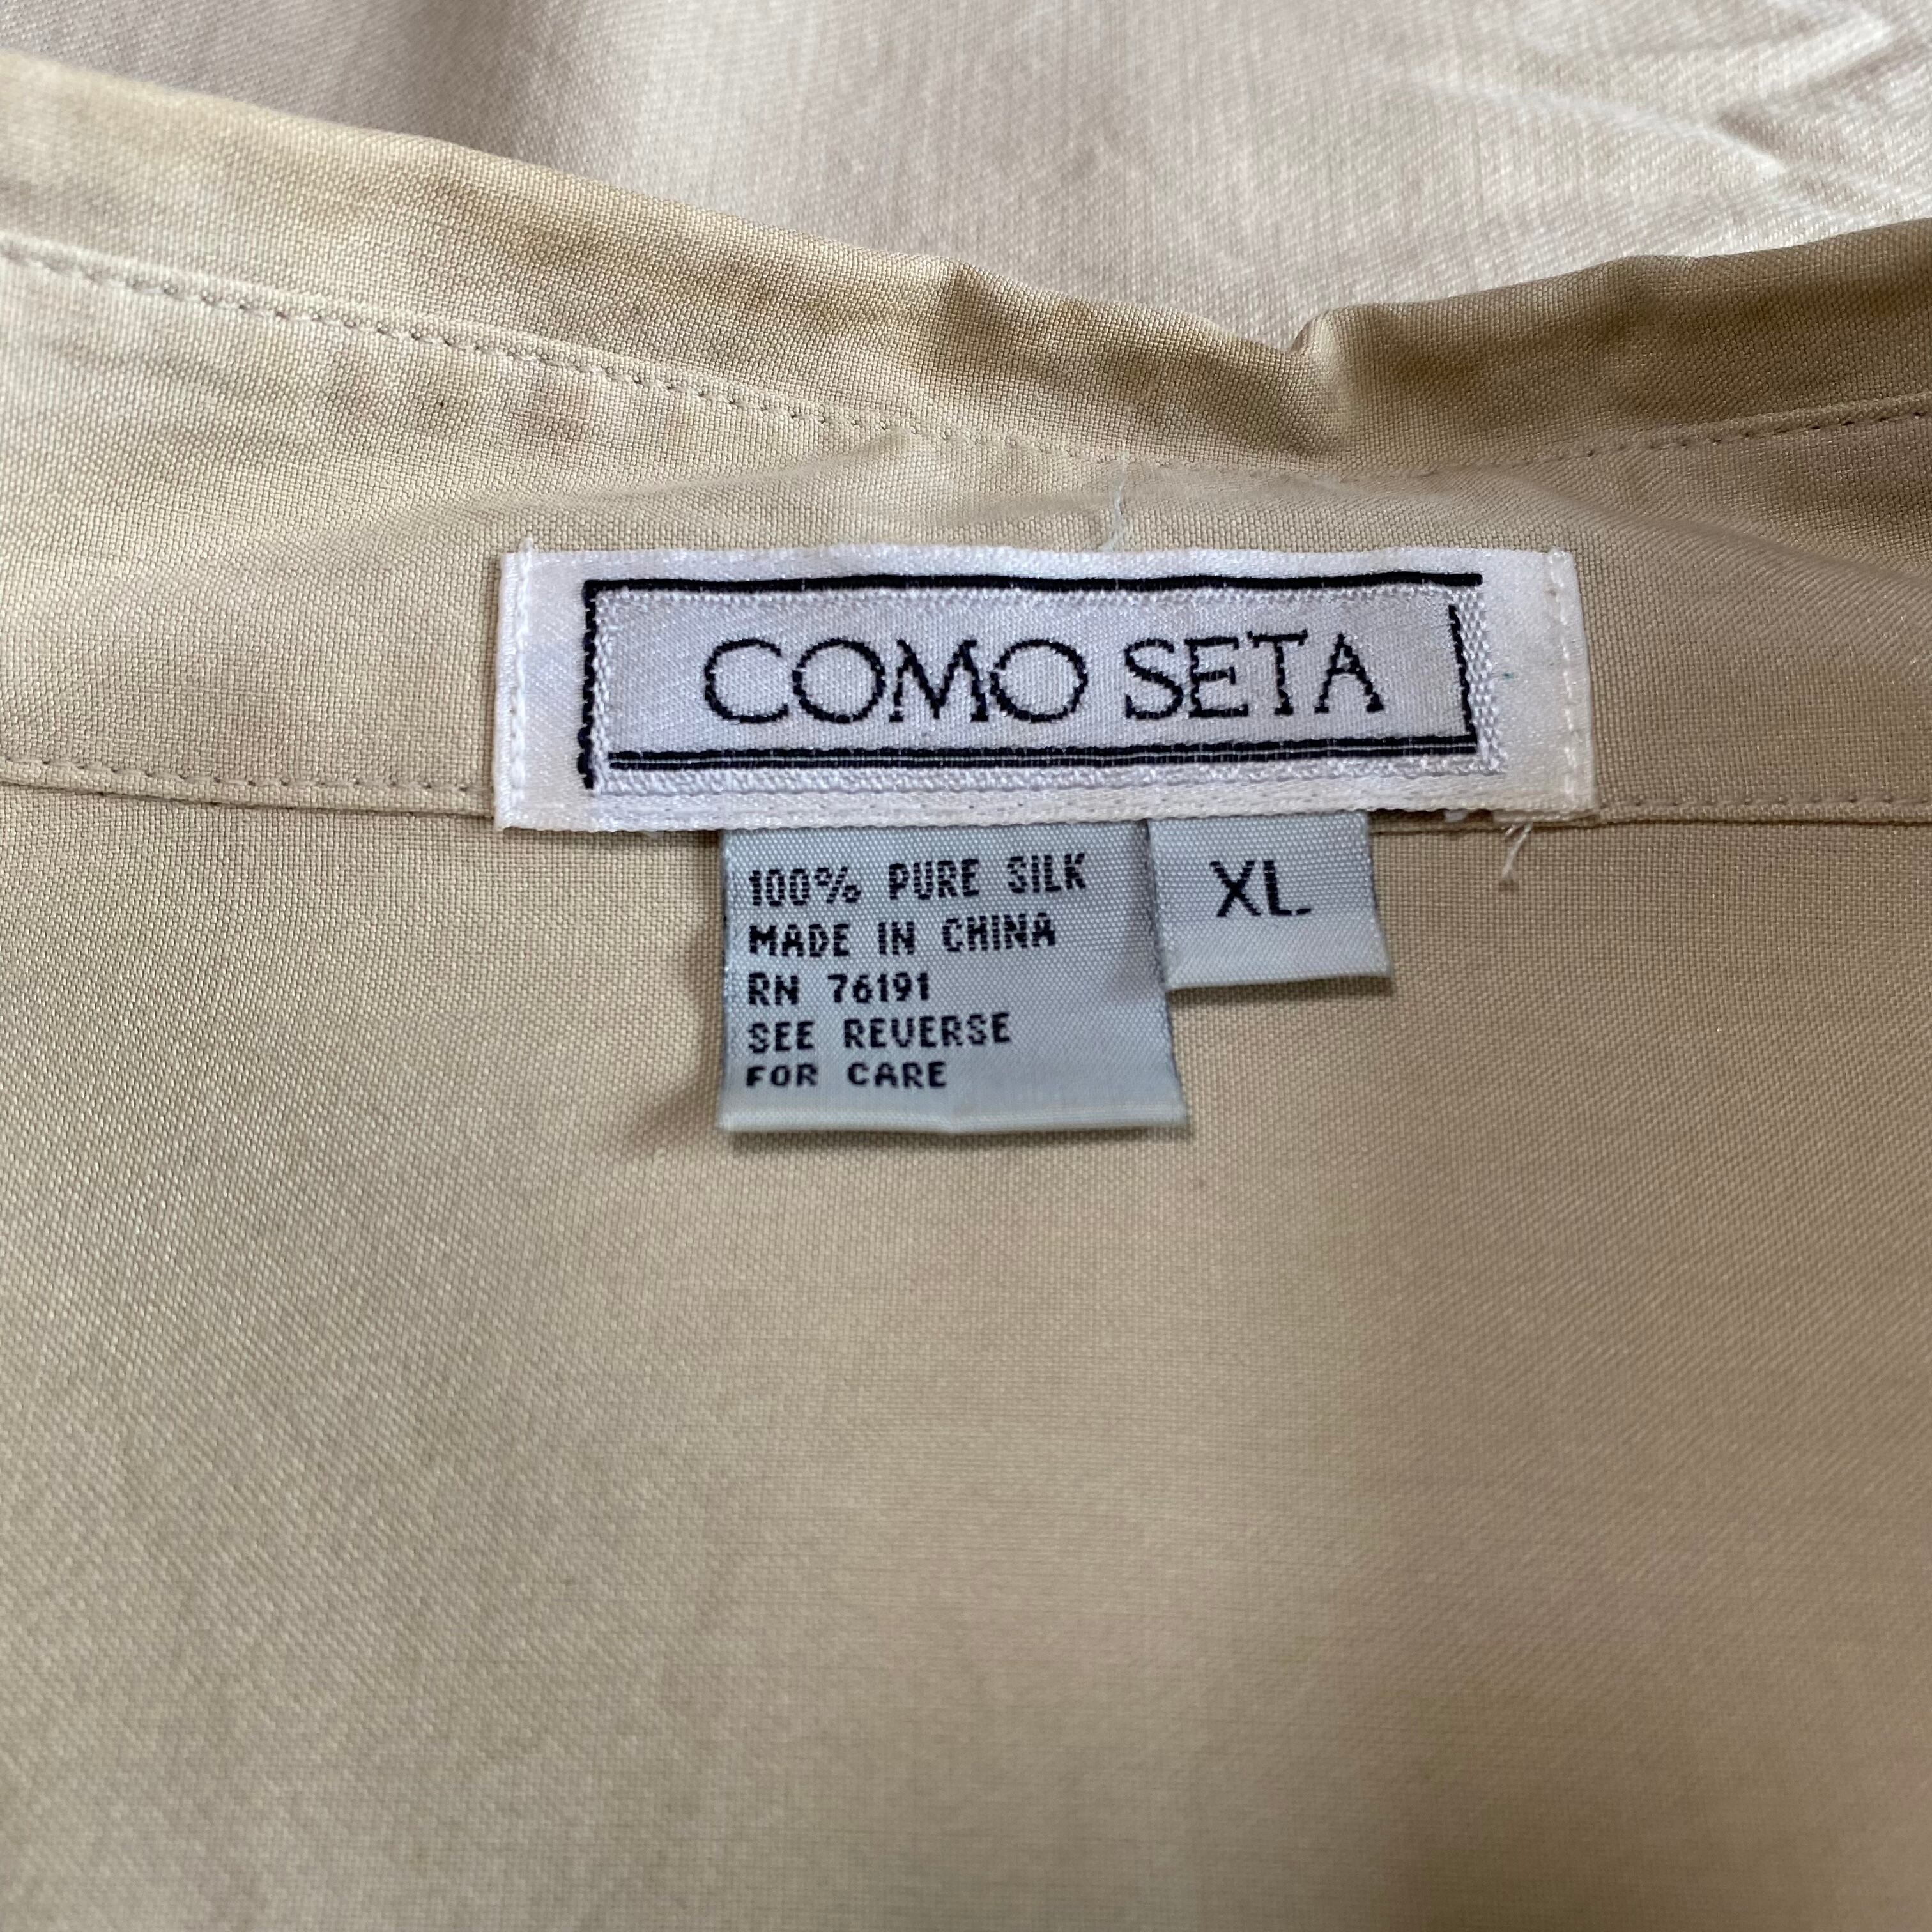 COMO SETA
100% PURE SILK
MADE IN CHINA
RN 76191
SEE REVERSE
FOR CARE
XL